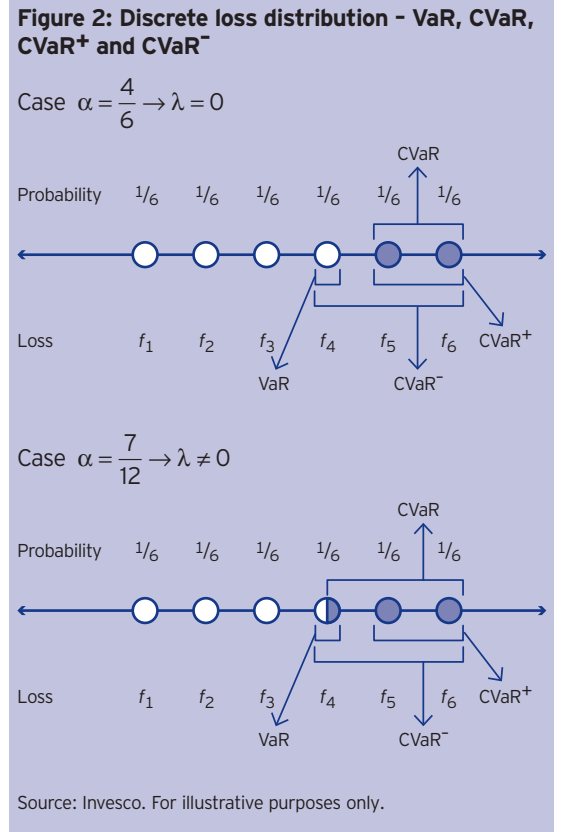 Figure 2: Discrete loss distribution – VaR, CVaR,
CVaR⁺ and CVaR⁻
Case α = 4/6 → λ = 0
CVaR
Probability 1/6 1/6 1/6 1/6 1/6 1/6
Loss f₁ f₂ f₃ f₄ f₅ f₆ CVaR⁺
VaR CVaR⁻
Case α = 7/12 → λ ≠ 0
CVaR
Probability 1/6 1/6 1/6 1/6 1/6 1/6
Loss f₁ f₂ f₃ f₄ f₅ f₆ CVaR⁺
VaR CVaR⁻
Source: Invesco. For illustrative purposes only.